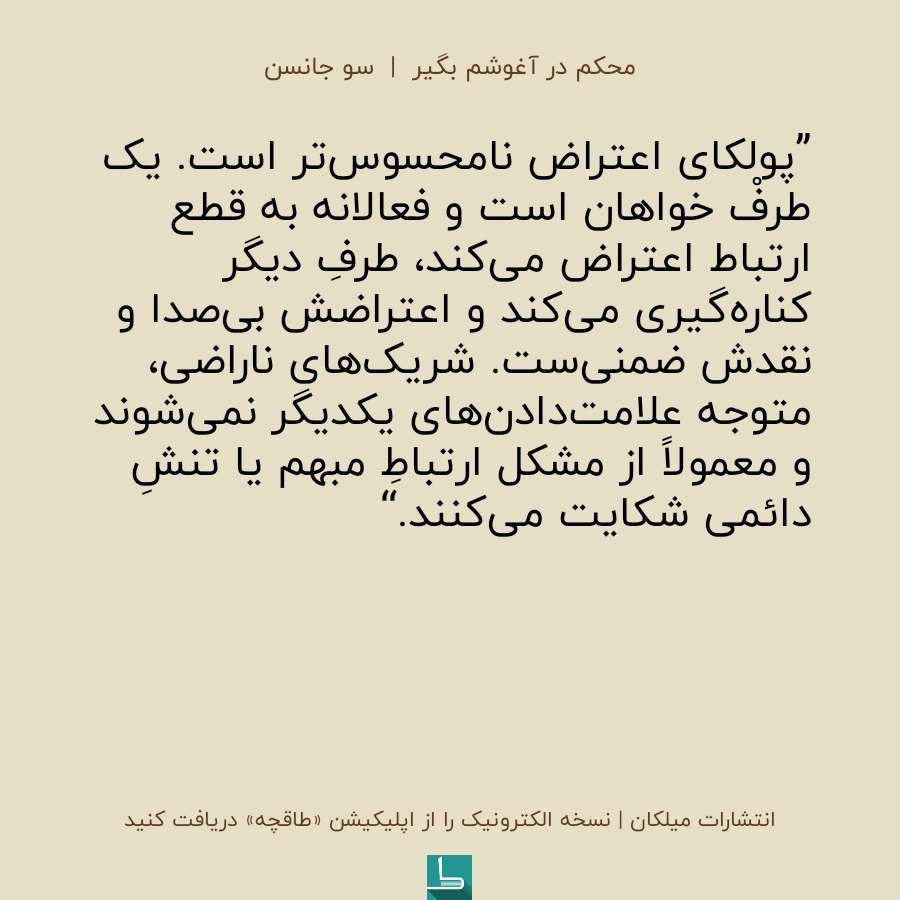 محکم در آغوشم بگیر | سو جانسن
”پولکای اعتراض نامحسوس‌تر است. یک
طرفْ خواهان است و فعالانه به قطع
ارتباط اعتراض می‌کند، طرفِ دیگر
کناره‌گیری می‌کند و اعتراضش بی‌صدا و
نقدش ضمنی‌ست. شریک‌های ناراضی،
متوجه علامت‌دادن‌های یکدیگر نمی‌شوند
و معمولاً از مشکل ارتباطِ مبهم یا تنشِ
دائمی شکایت می‌کنند.“
انتشارات میلکان | نسخه الکترونیک را از اپلیکیشن «طاقچه» دریافت کنید